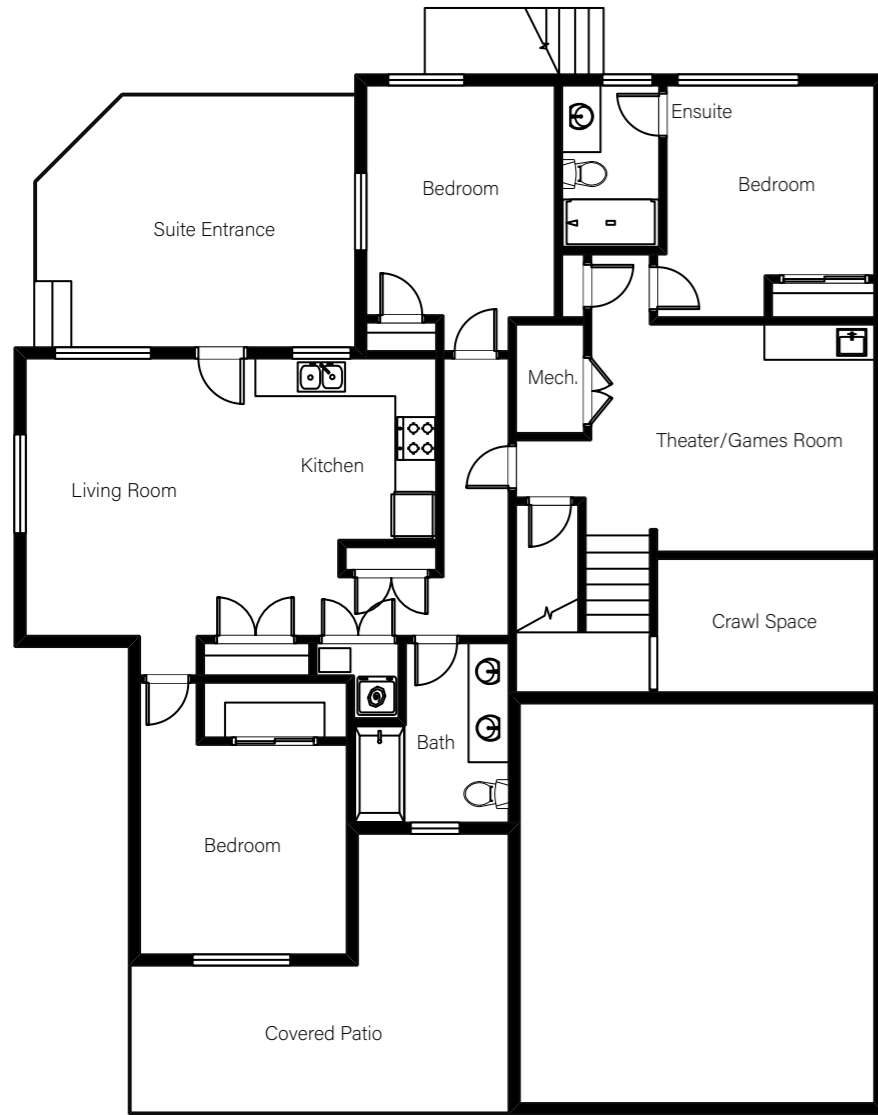 Ensuite
Bedroom
Bedroom
Suite Entrance
Mech.
Theater/Games Room
Kitchen
Living Room
Crawl Space
Bath
Bedroom
Covered Patio